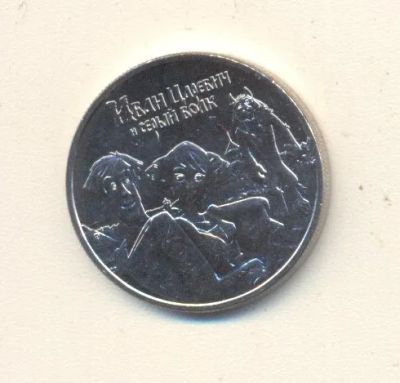 Иван Царевич
и серый волк